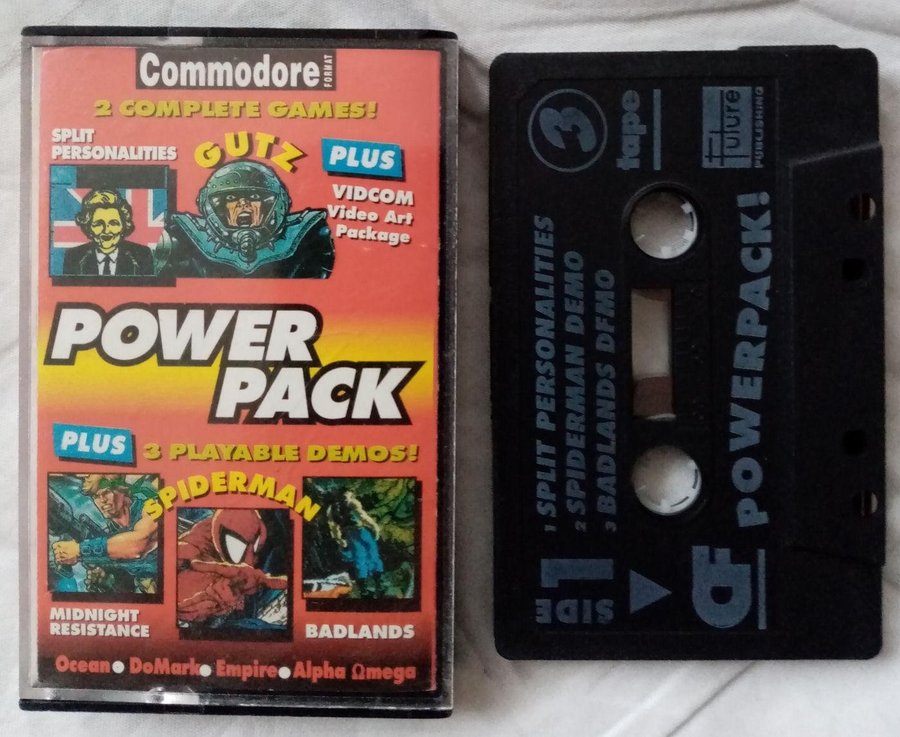 Commodore
FORMAT
2 COMPLETE GAMES!
SPLIT
PERSONALITIES
GUTZ
PLUS
VIDCOM
Video Art
Package
POWER
PACK
PLUS
3 PLAYABLE DEMOS!
SPIDERMAN
MIDNIGHT
RESISTANCE
BADLANDS
Ocean • DoMark • Empire • Alpha Ωmega
3
tape
Future
PUBLISHING
SIDE
1
1 SPLIT PERSONALITIES
2 SPIDERMAN DEMO
3 BADLANDS DEMO
CF
POWERPACK!